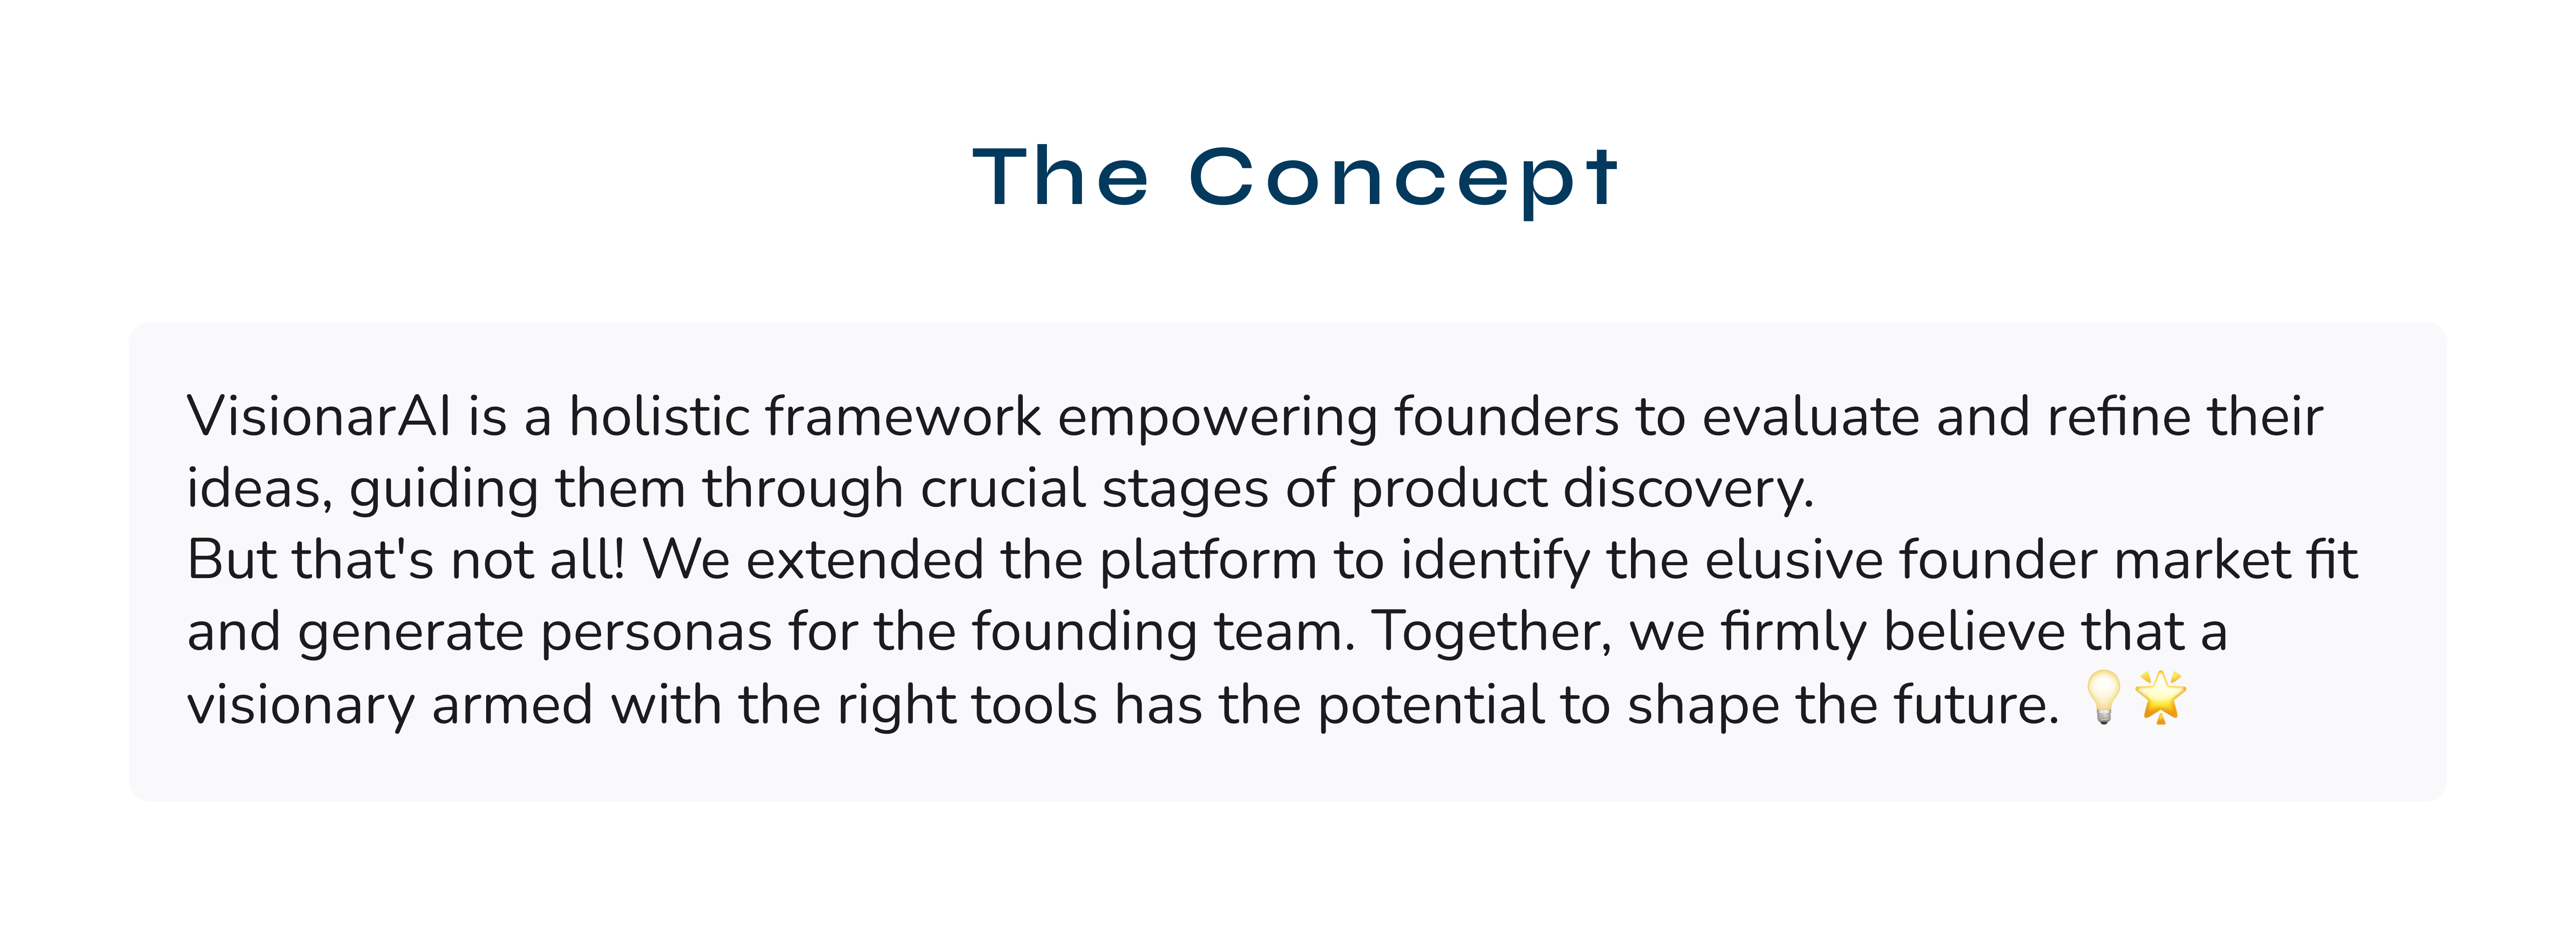 The Concept
VisionarAI is a holistic framework empowering founders to evaluate and refine their
ideas, guiding them through crucial stages of product discovery.
But that's not all! We extended the platform to identify the elusive founder market fit
and generate personas for the founding team. Together, we firmly believe that a
visionary armed with the right tools has the potential to shape the future. 💡🌟